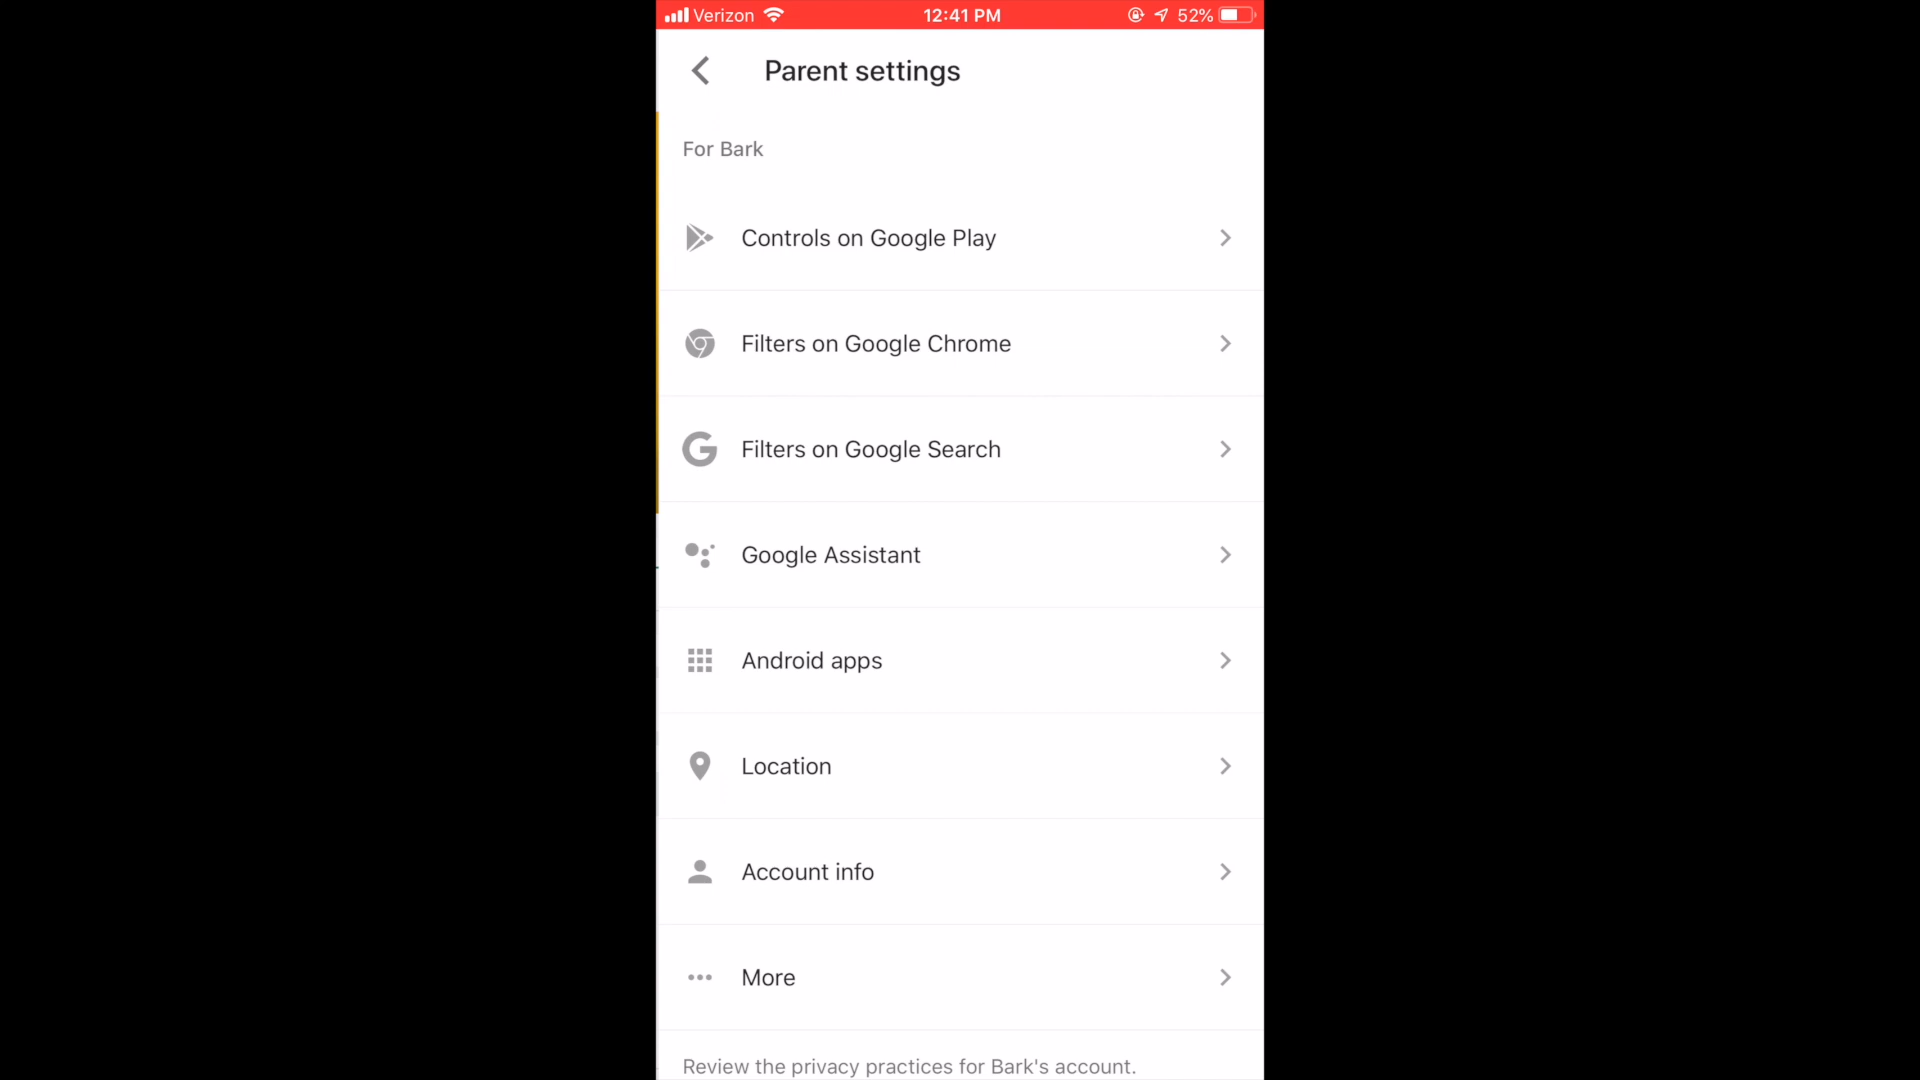 Verizon 12:41 PM 52%
Parent settings
For Bark
Controls on Google Play
Filters on Google Chrome
Filters on Google Search
Google Assistant
Android apps
Location
Account info
More
Review the privacy practices for Bark's account.